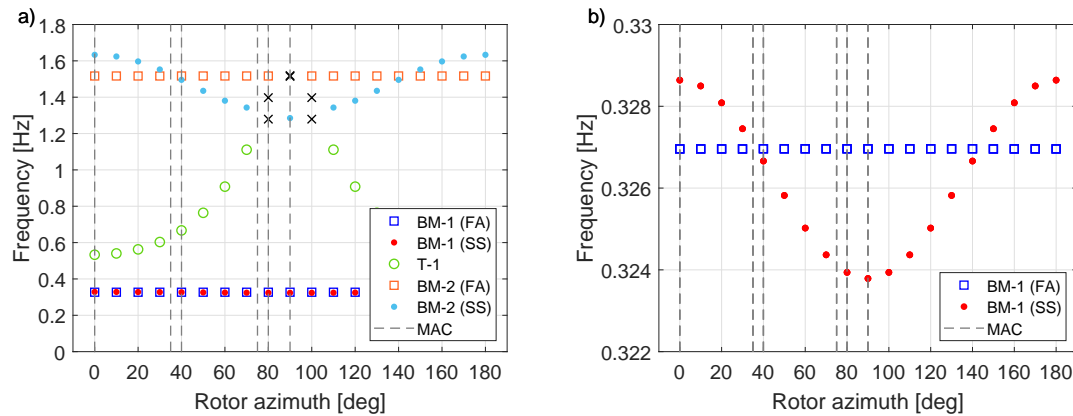 a)
1.8
1.6
1.4
1.2
1
0.8
0.6
0.4
0.2
0
Frequency [Hz]
0 20 40 60 80 100 120 140 160 180
Rotor azimuth [deg]
BM-1 (FA)
BM-1 (SS)
T-1
BM-2 (FA)
BM-2 (SS)
MAC
b)
0.33
0.328
0.326
0.324
0.322
Frequency [Hz]
0 20 40 60 80 100 120 140 160 180
Rotor azimuth [deg]
BM-1 (FA)
BM-1 (SS)
MAC